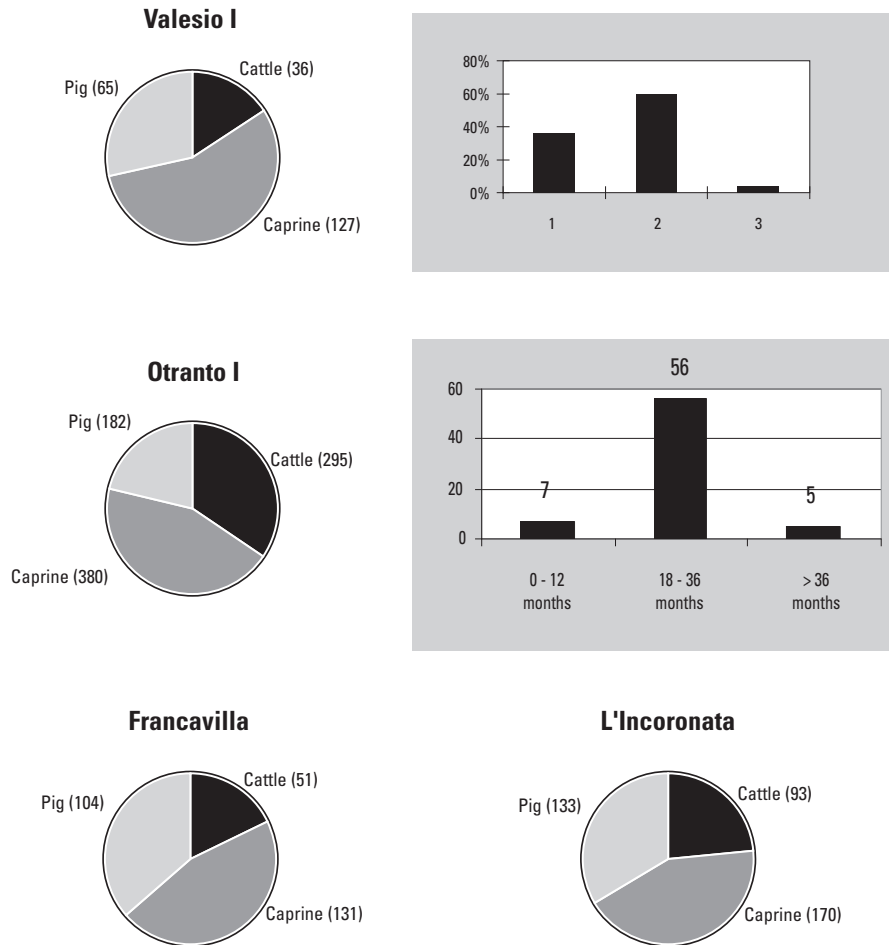 Valesio I
Cattle (36)
Pig (65)
Caprine (127)
80%
60%
40%
20%
0%
1 2 3
Otranto I
Pig (182)
Cattle (295)
Caprine (380)
56
60
40
20
0
7
5
0 - 12 months
18 - 36 months
> 36 months
Francavilla
Cattle (51)
Pig (104)
Caprine (131)
L'Incoronata
Cattle (93)
Pig (133)
Caprine (170)